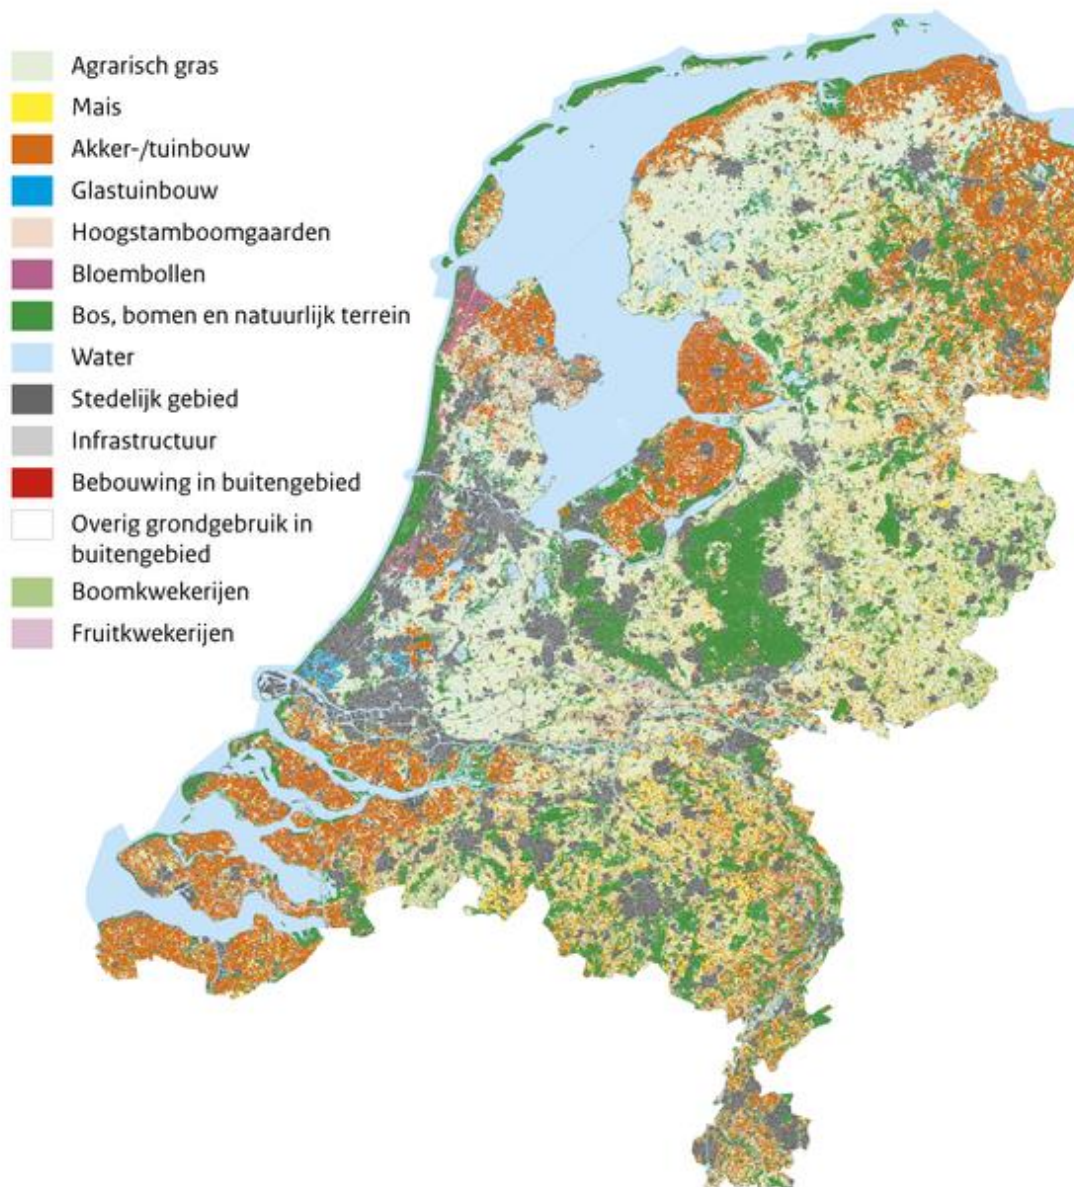 Agrarisch gras
Mais
Akker-/tuinbouw
Glastuinbouw
Hoogstamboomgaarden
Bloembollen
Bos, bomen en natuurlijk terrein
Water
Stedelijk gebied
Infrastructuur
Bebouwing in buitengebied
Overig grondgebruik in
buitengebied
Boomkwekerijen
Fruitkwekerijen